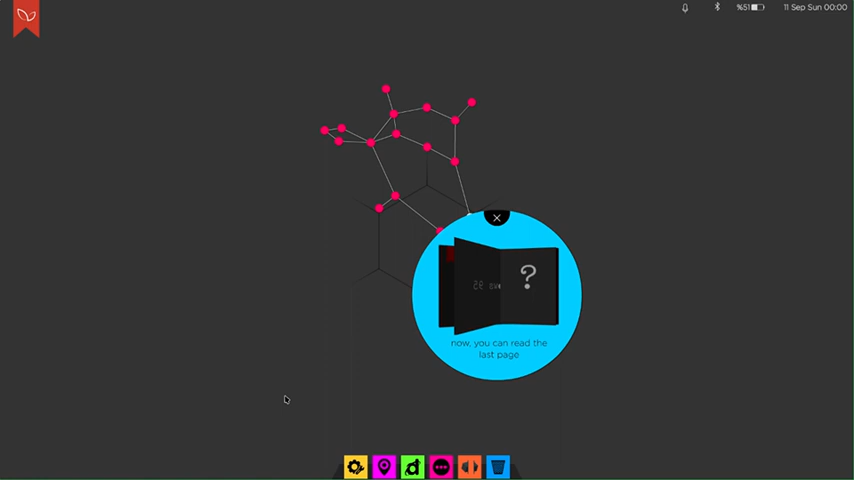 %51
11 Sep Sun 00:00
?
now, you can read the
last page